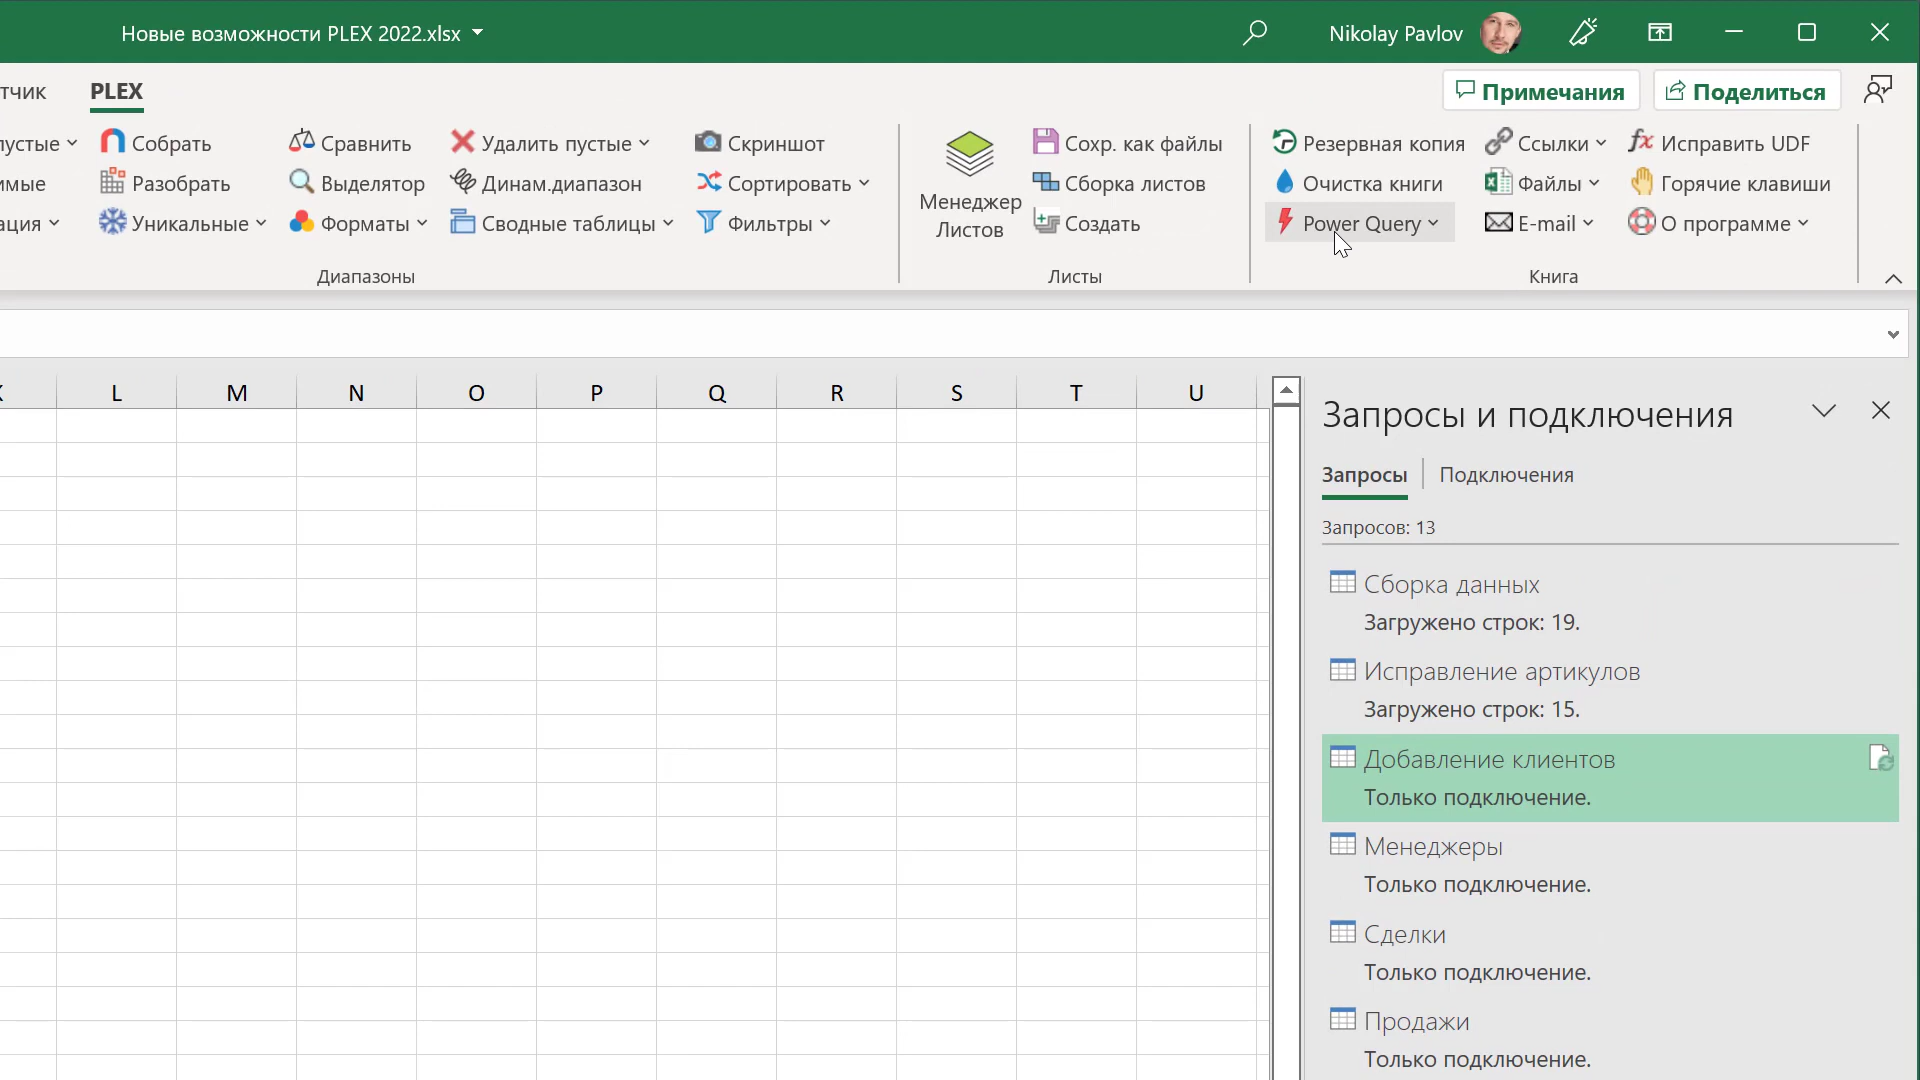 Новые возможности PLEX 2022.xlsx
Nikolay Pavlov
тчик
PLEX
Примечания
Поделиться
пустые
Собрать
Сравнить
Удалить пустые
Скриншот
Сохр. как файлы
Резервная копия
Ссылки
fx Исправить UDF
имые
Разобрать
Выделятор
Динам.диапазон
Сортировать
Менеджер
Листов
Сборка листов
Очистка книги
Файлы
Горячие клавиши
ация
Уникальные
Форматы
Сводные таблицы
Фильтры
Создать
Power Query
E-mail
О программе
Диапазоны
Листы
Книга
L M N O P Q R S T U
Запросы и подключения
Запросы
Подключения
Запросов: 13
Сборка данных
Загружено строк: 19.
Исправление артикулов
Загружено строк: 15.
Добавление клиентов
Только подключение.
Менеджеры
Только подключение.
Сделки
Только подключение.
Продажи
Только подключение.